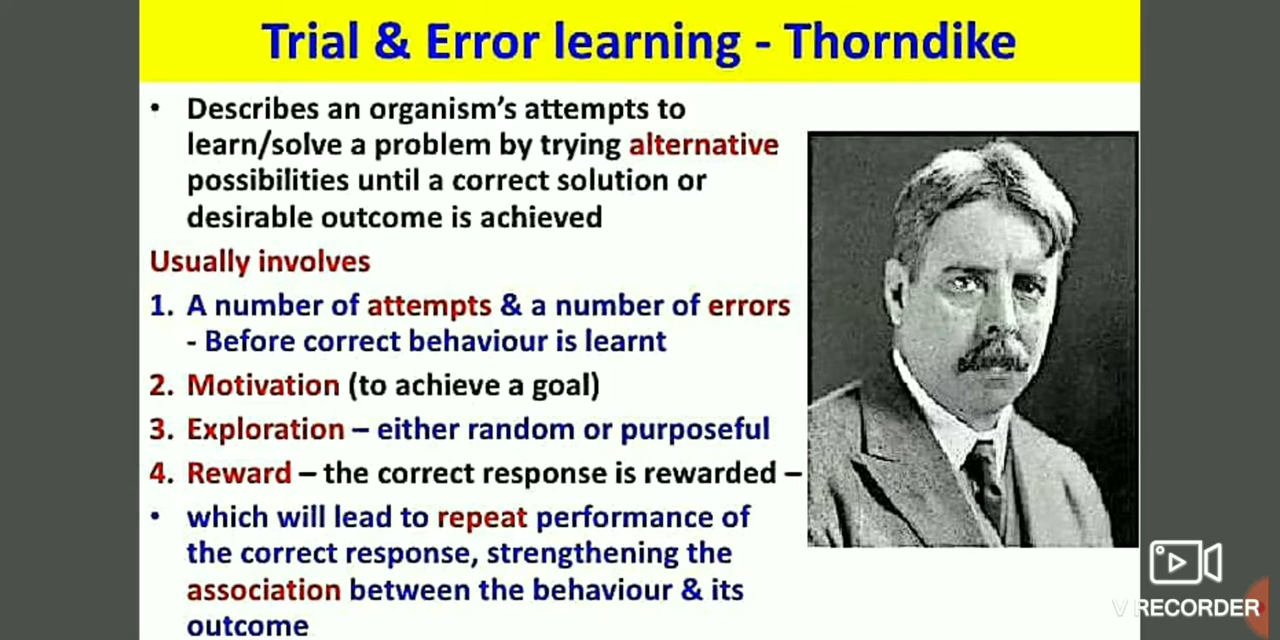 Trial & Error learning - Thorndike
• Describes an organism's attempts to
learn/solve a problem by trying alternative
possibilities until a correct solution or
desirable outcome is achieved
Usually involves
1. A number of attempts & a number of errors
- Before correct behaviour is learnt
2. Motivation (to achieve a goal)
3. Exploration – either random or purposeful
4. Reward – the correct response is rewarded –
• which will lead to repeat performance of
the correct response, strengthening the
association between the behaviour & its
outcome
V RECORDER